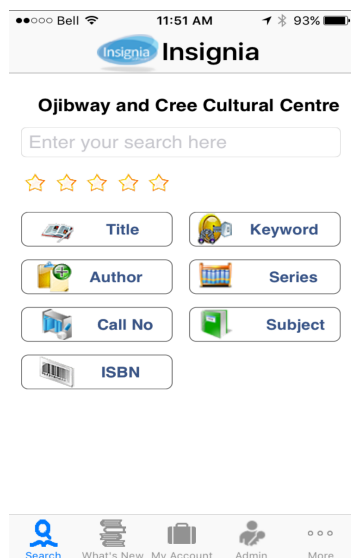 Bell 11:51 AM 93%
Insignia Insignia
Ojibway and Cree Cultural Centre
Enter your search here
Title Keyword
Author Series
Call No Subject
ISBN
Search What's New My Account Admin More